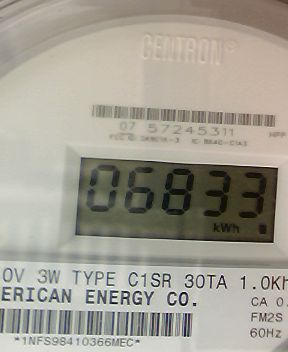 CENTRON®
07 57245311
06833
kWh
0V 3W TYPE C1SR 30TA 1.0Kh
ERICAN ENERGY CO.
CA 0.
FM2S
60Hz
*1NFS98410366MEC*